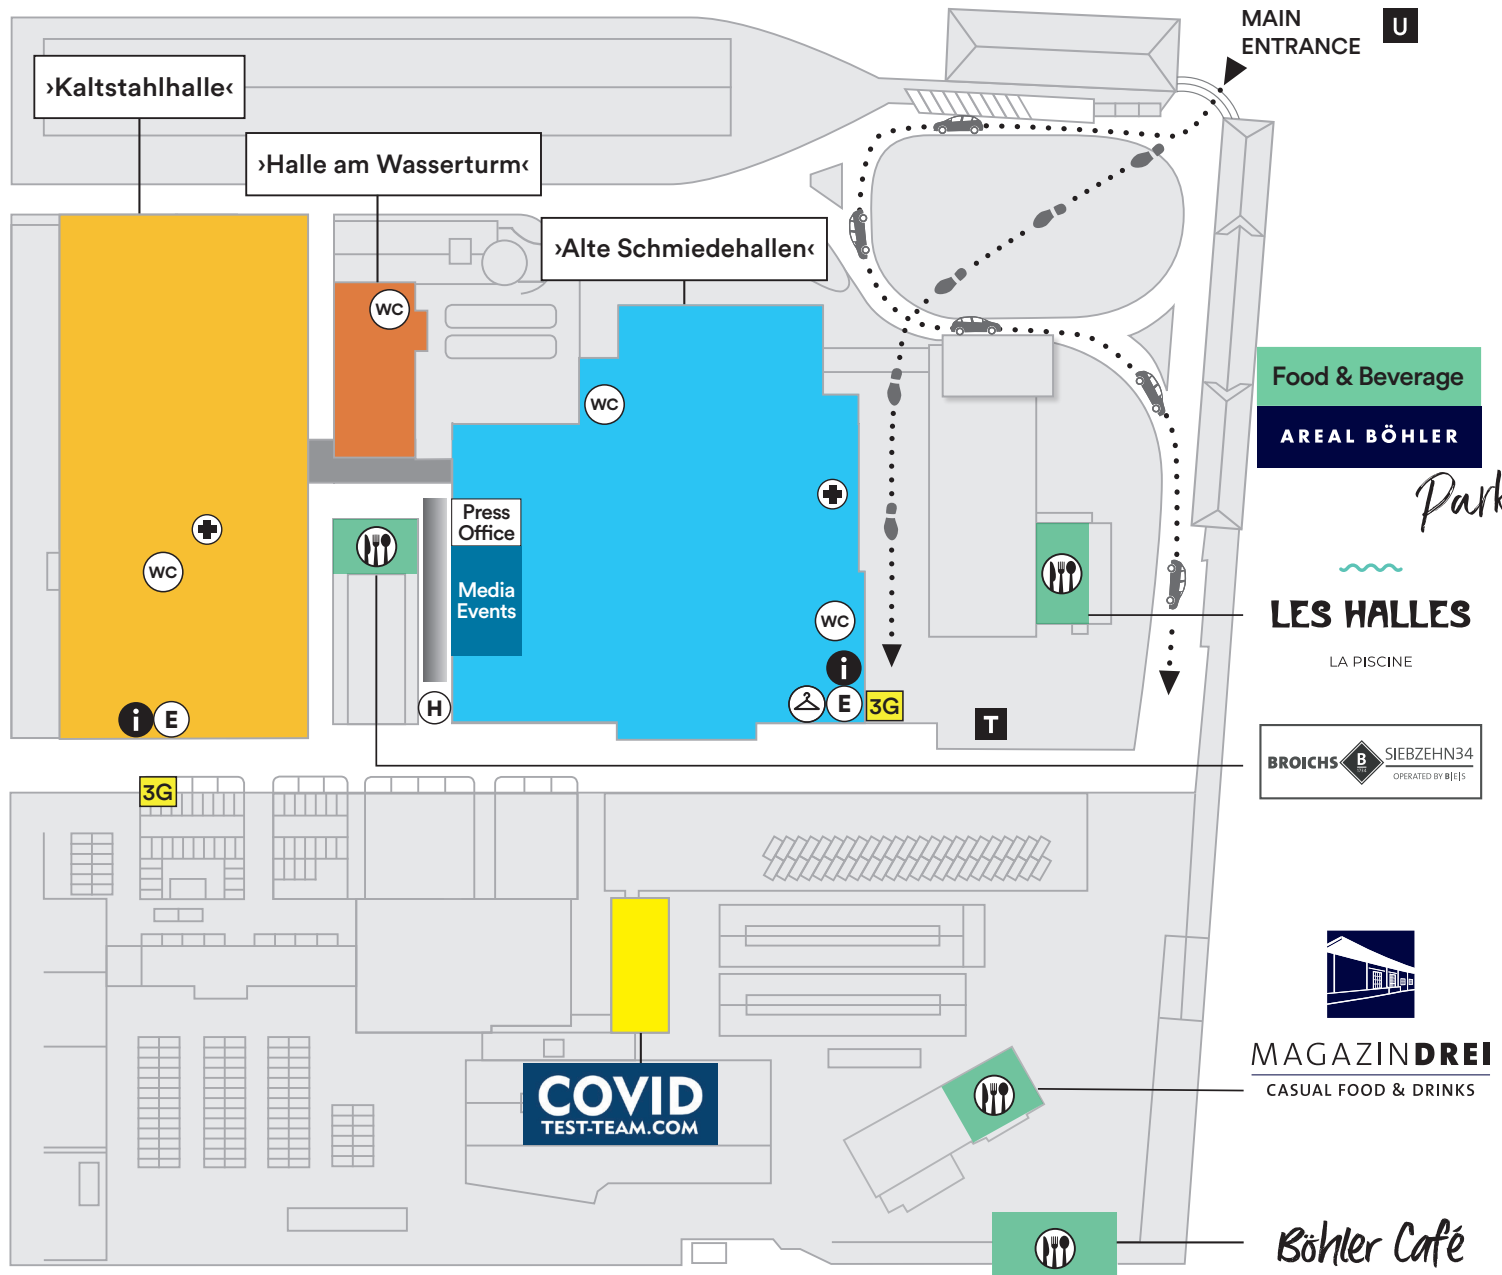 MAIN
ENTRANCE
U
›Kaltstahlhalle‹
›Halle am Wasserturm‹
›Alte Schmiedehallen‹
WC
WC
Food & Beverage
AREAL BÖHLER
Park
Press
Office
Media
Events
WC
WC
LES HALLES
LA PISCINE
i
E
H
i
E
3G
T
BROICHS
B
1734
SIEBZEHN34
OPERATED BY B|E|S
3G
COVID
TEST-TEAM.COM
MAGAZINDREI
CASUAL FOOD & DRINKS
Böhler Café